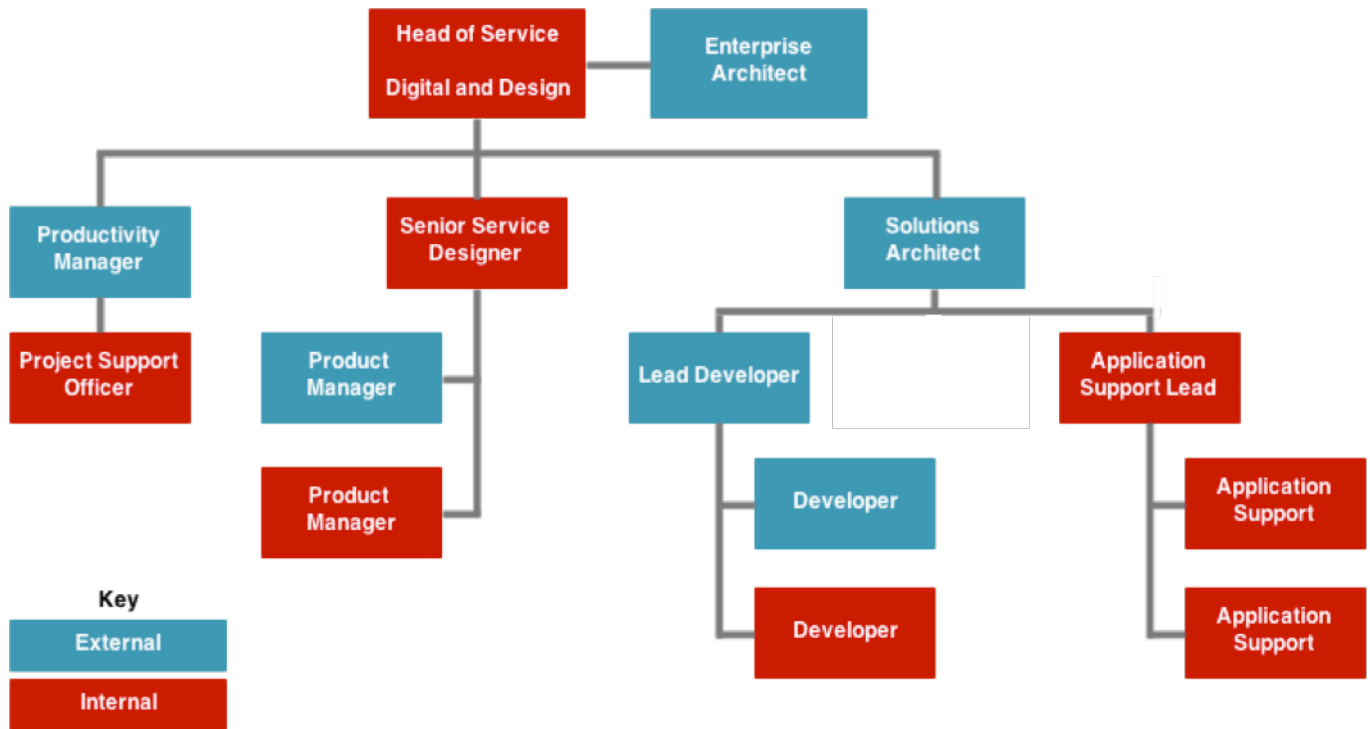 Head of Service
Digital and Design
Enterprise
Architect
Productivity
Manager
Senior Service
Designer
Solutions
Architect
Project Support
Officer
Product
Manager
Lead Developer
Application
Support Lead
Product
Manager
Developer
Application
Support
Developer
Application
Support
Key
External
Internal